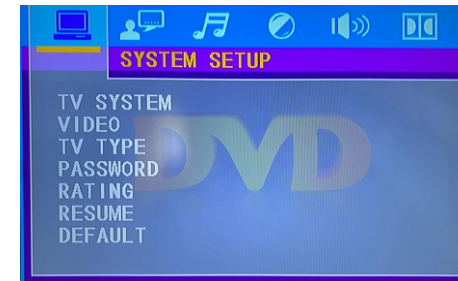 SYSTEM SETUP
TV SYSTEM
VIDEO
TV TYPE
PASSWORD
RATING
RESUME
DEFAULT
DVD